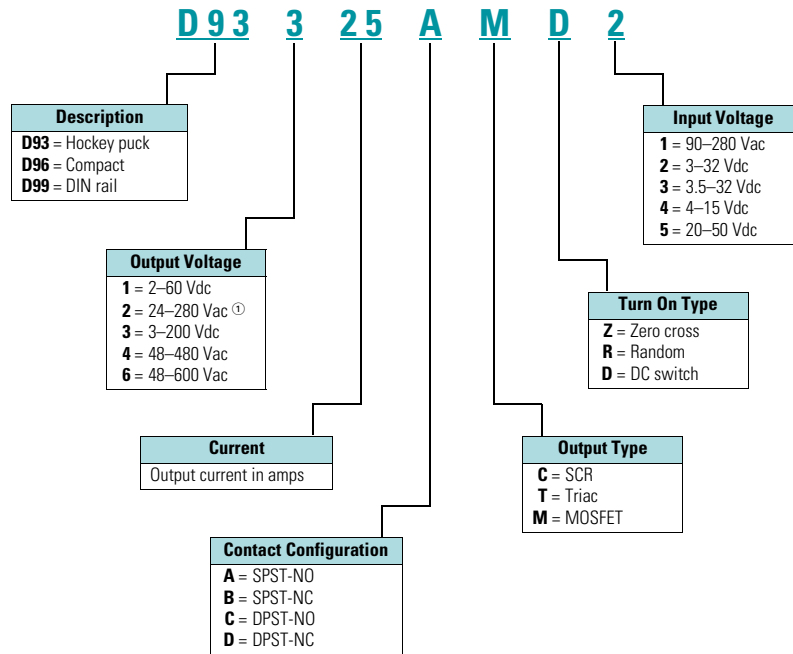 D93 3 25 A M D 2
Description
D93 = Hockey puck
D96 = Compact
D99 = DIN rail
Input Voltage
1 = 90–280 Vac
2 = 3–32 Vdc
3 = 3.5–32 Vdc
4 = 4–15 Vdc
5 = 20–50 Vdc
Output Voltage
1 = 2–60 Vdc
2 = 24–280 Vac ①
3 = 3–200 Vdc
4 = 48–480 Vac
6 = 48–600 Vac
Turn On Type
Z = Zero cross
R = Random
D = DC switch
Current
Output current in amps
Output Type
C = SCR
T = Triac
M = MOSFET
Contact Configuration
A = SPST-NO
B = SPST-NC
C = DPST-NO
D = DPST-NC